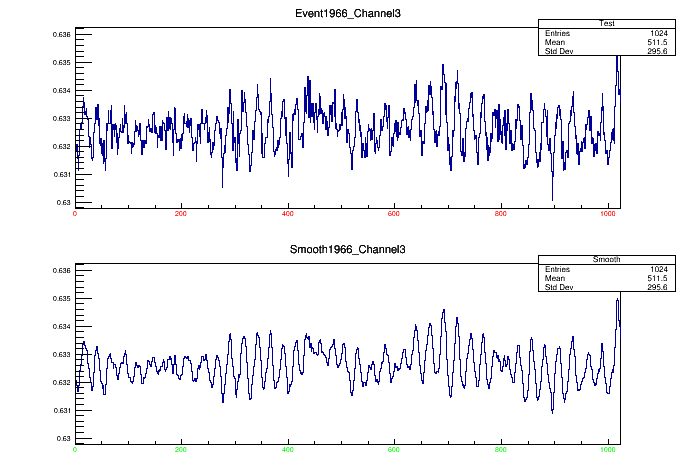 Event1966_Channel3
Test
Entries 1024
Mean 511.5
Std Dev 295.6
0.636
0.635
0.634
0.633
0.632
0.631
0.63
0 200 400 600 800 1000
Smooth1966_Channel3
Smooth
Entries 1024
Mean 511.5
Std Dev 295.6
0.636
0.635
0.634
0.633
0.632
0.631
0.63
0 200 400 600 800 1000